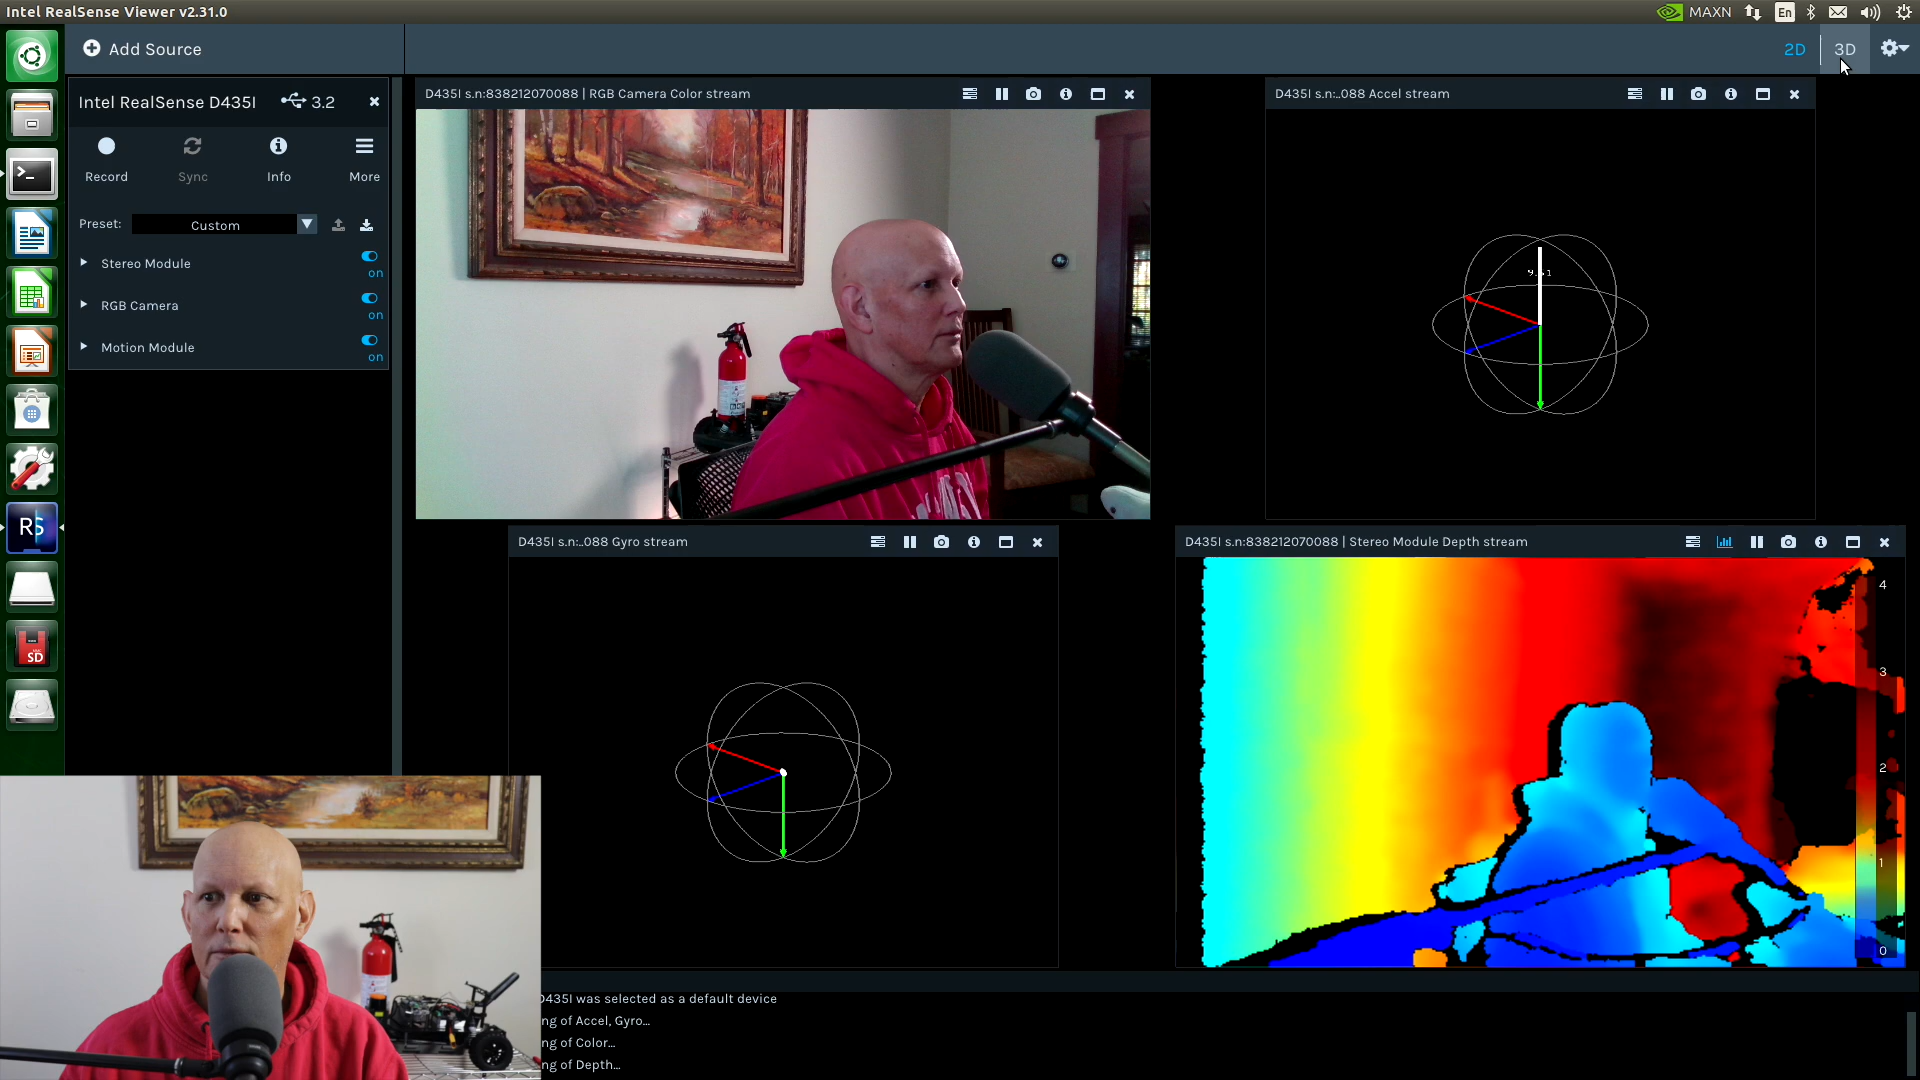 Intel RealSense Viewer v2.31.0
MAXN
En
Add Source
2D
3D
Intel RealSense D435I
3.2
Record
Sync
Info
More
Preset:
Custom
Stereo Module
on
RGB Camera
on
Motion Module
on
RS
SD
D435I s.n:838212070088 | RGB Camera Color stream
D435I s.n:..088 Accel stream
D435I s.n:..088 Gyro stream
D435I s.n:838212070088 | Stereo Module Depth stream
4
3
2
1
0
D435I was selected as a default device
ng of Accel, Gyro...
ng of Color...
ng of Depth...